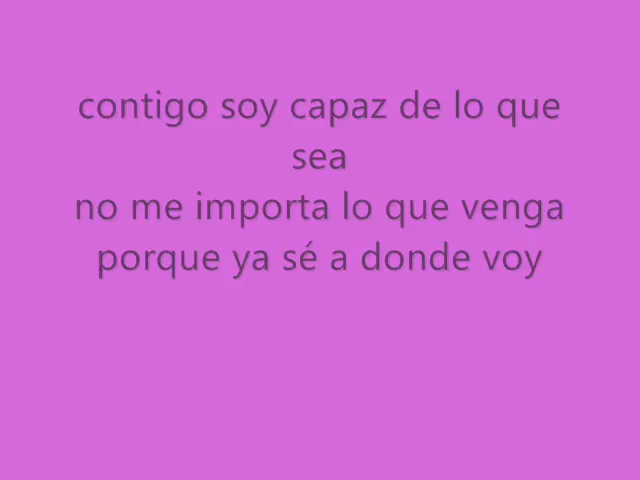 contigo soy capaz de lo que
sea
no me importa lo que venga
porque ya sé a donde voy